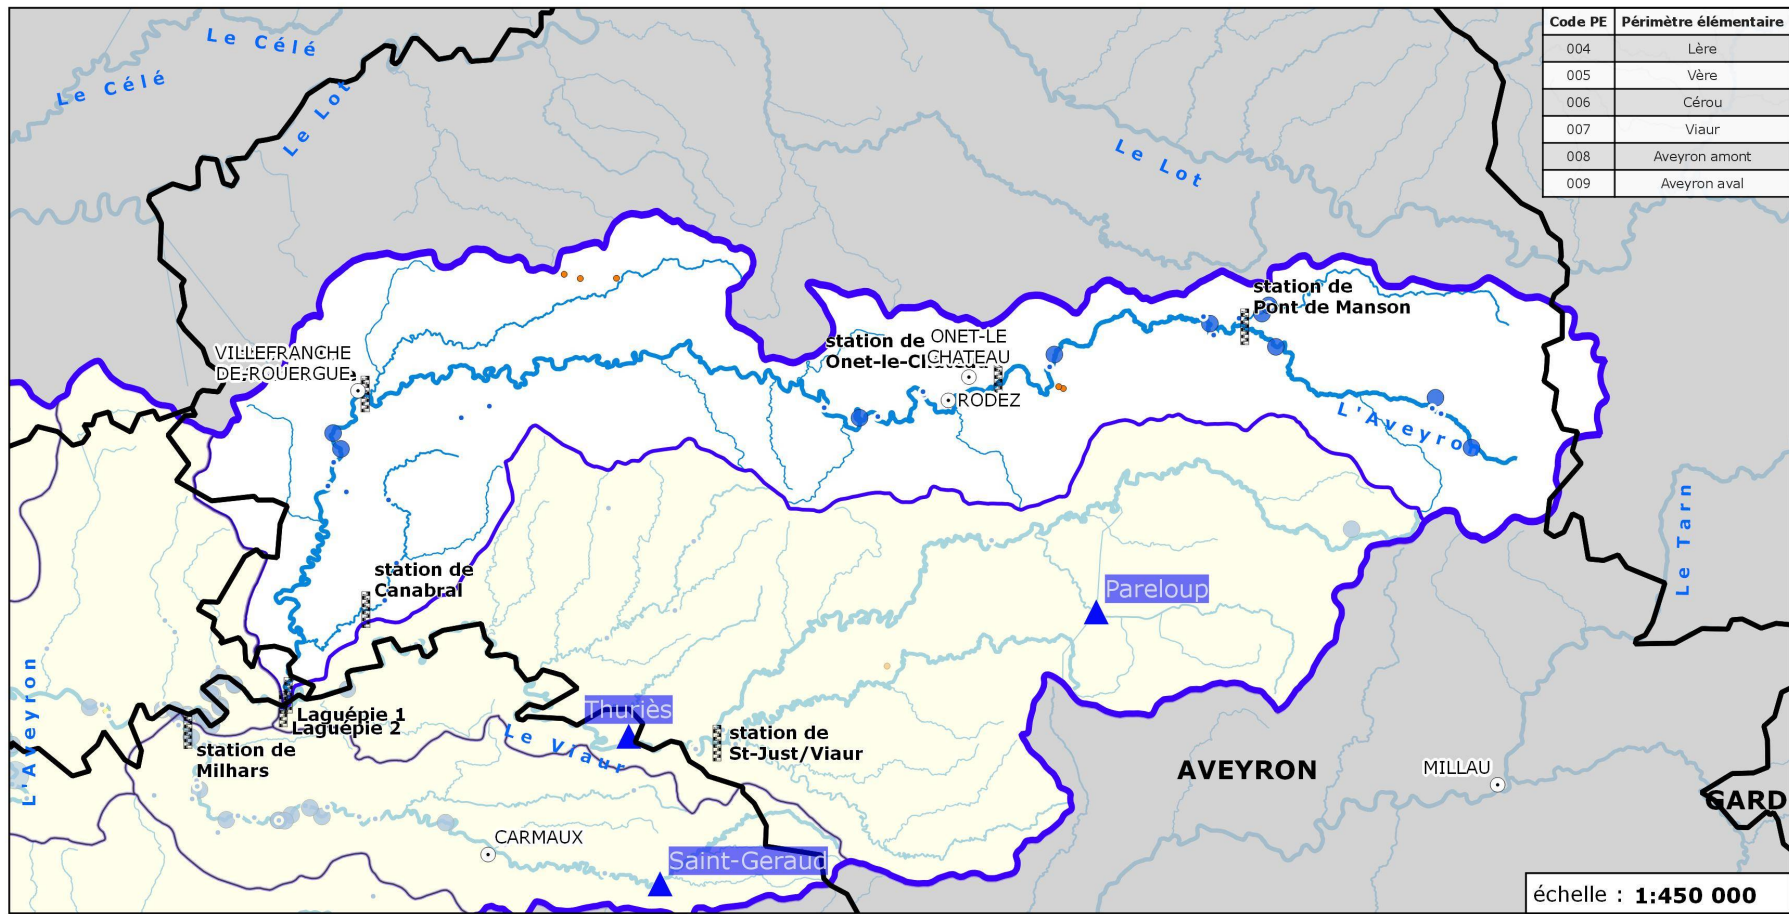 Code PE Périmètre élémentaire
004 Lère
005 Vère
006 Cérou
007 Viaur
008 Aveyron amont
009 Aveyron aval
Le Célé
Le Célé
Le Lot
Le Lot
station de
Pont de Manson
station de
Onet-le-Château
ONET-LE
CHATEAU
RODEZ
VILLEFRANCHE
DE-ROUERGUE
L'Aveyron
Le Tarn
station de
Canabral
Pareloup
L'Aveyron
Laguépie 1
Laguépie 2
Thuriès
Le Viaur
station de
St-Just/Viaur
station de
Milhars
AVEYRON
MILLAU
GARD
CARMAUX
Saint-Geraud
échelle : 1:450 000